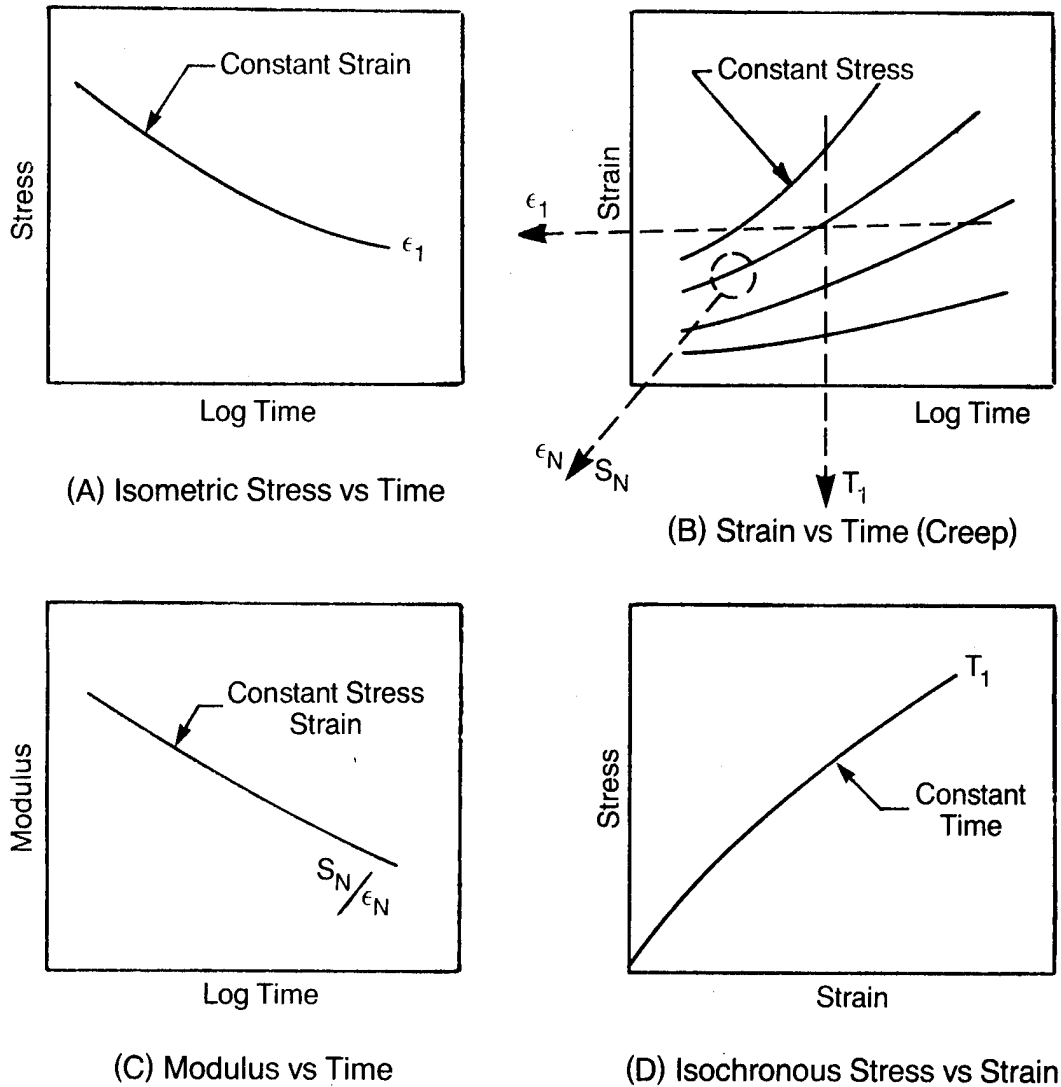 Constant Strain
Stress
ϵ1
Log Time
(A) Isometric Stress vs Time
Constant Stress
Strain
ϵ1
Log Time
ϵN
SN
T1
(B) Strain vs Time (Creep)
Constant Stress
Strain
Modulus
SN/ϵN
Log Time
(C) Modulus vs Time
T1
Stress
Constant
Time
Strain
(D) Isochronous Stress vs Strain